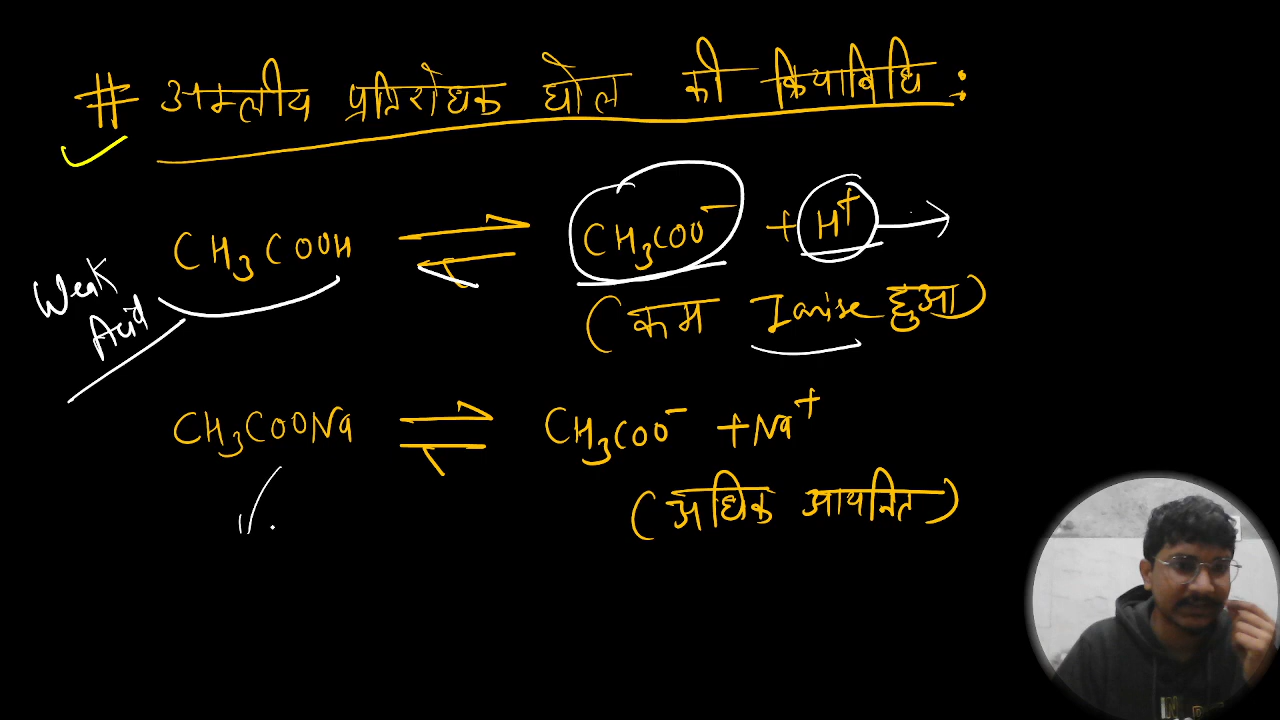 # अम्लीय प्रतिरोधक घोल की क्रियाविधि :
CH₃COOH ⇌ CH₃COO⁻ + H⁺ →
Weak
Acid
(कम Ionise हुआ)
CH₃COONa ⇌ CH₃COO⁻ + Na⁺
(अधिक आयनित)